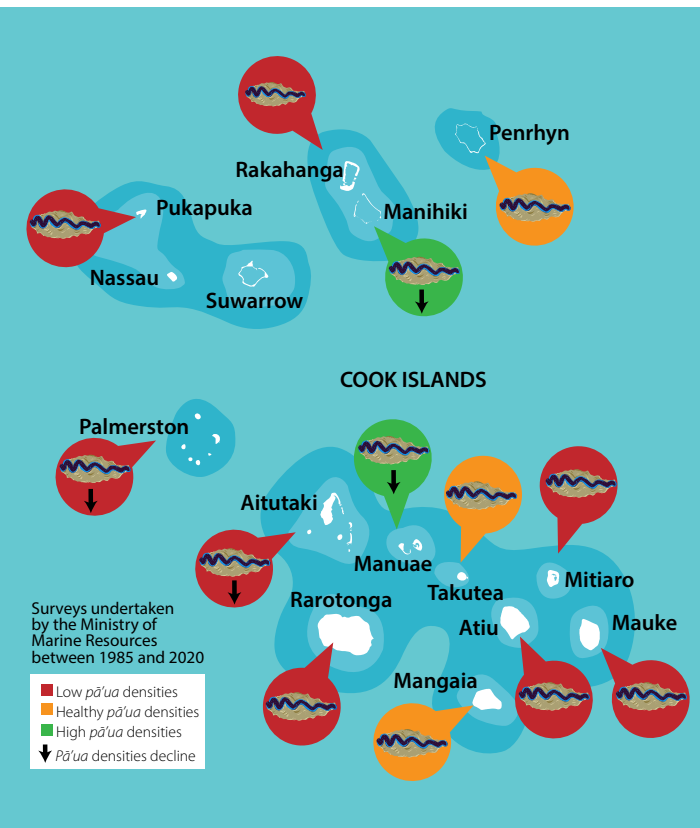 Penrhyn
Rakahanga
Pukapuka
Manihiki
Nassau
Suwarrow
COOK ISLANDS
Palmerston
Aitutaki
Manuae
Takutea
Mitiaro
Rarotonga
Atiu
Mauke
Mangaia
Surveys undertaken
by the Ministry of
Marine Resources
between 1985 and 2020
Low pā'ua densities
Healthy pā'ua densities
High pā'ua densities
Pā'ua densities decline